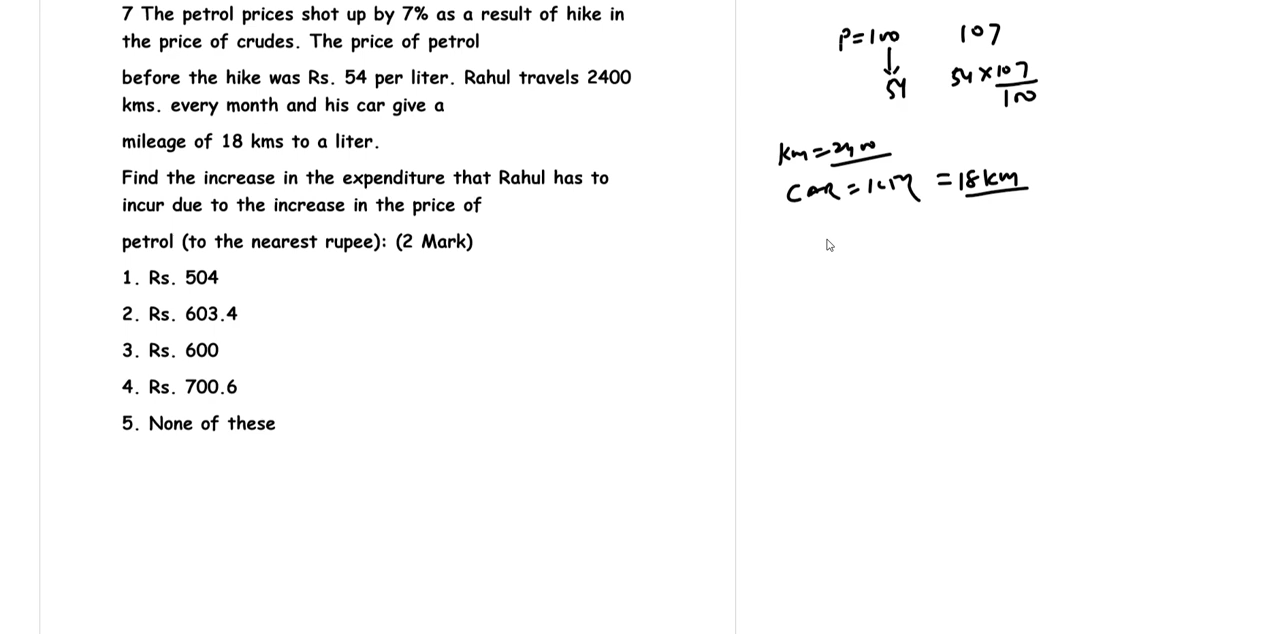 7 The petrol prices shot up by 7% as a result of hike in
the price of crudes. The price of petrol
before the hike was Rs. 54 per liter. Rahul travels 2400
kms. every month and his car give a
mileage of 18 kms to a liter.
Find the increase in the expenditure that Rahul has to
incur due to the increase in the price of
petrol (to the nearest rupee): (2 Mark)
1. Rs. 504
2. Rs. 603.4
3. Rs. 600
4. Rs. 700.6
5. None of these
P=100 107
↓
54 54×107
100
km=2400
CAR = = 18 km